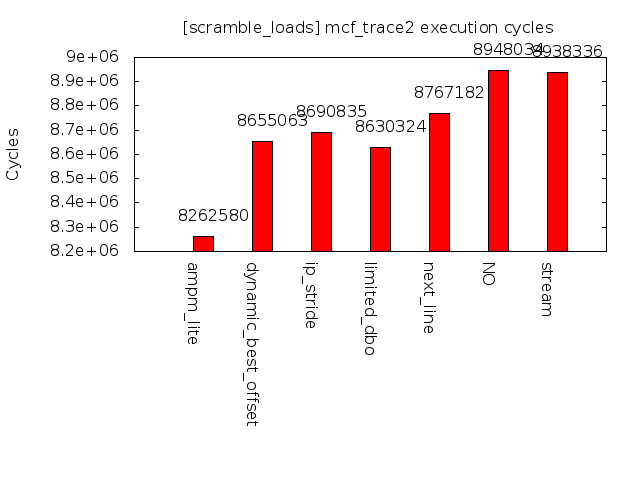 [scramble_loads] mcf_trace2 execution cycles
Cycles
9e+06
8.9e+06
8.8e+06
8.7e+06
8.6e+06
8.5e+06
8.4e+06
8.3e+06
8.2e+06
8262580
8655063
8690835
8630324
8767182
8948034
8938336
ampm_lite
dynamic_best_offset
ip_stride
limited_dbo
next_line
NO
stream